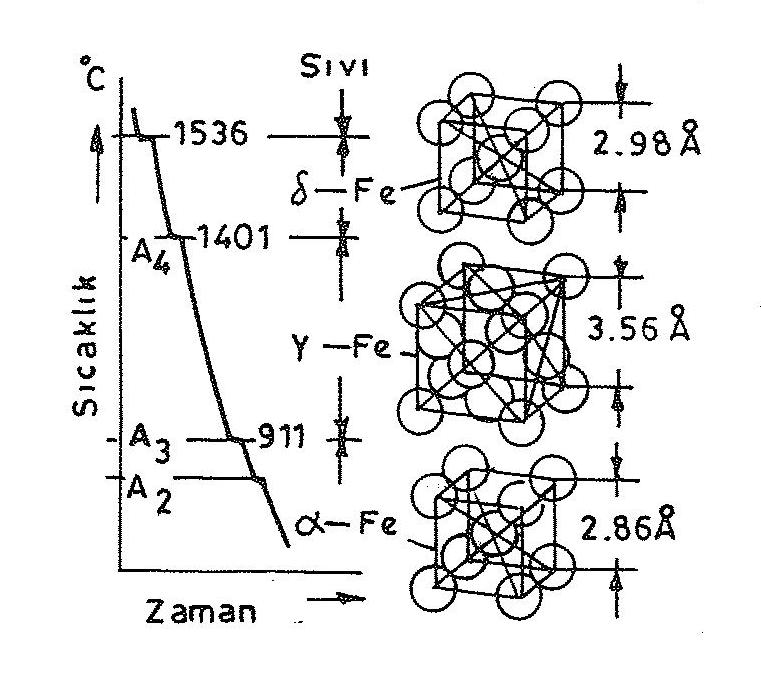 °C
Sıvı
1536
2.98 Å
δ-Fe
A4
1401
Sıcaklık
3.56 Å
γ-Fe
A3
911
A2
α-Fe
2.86Å
Zaman